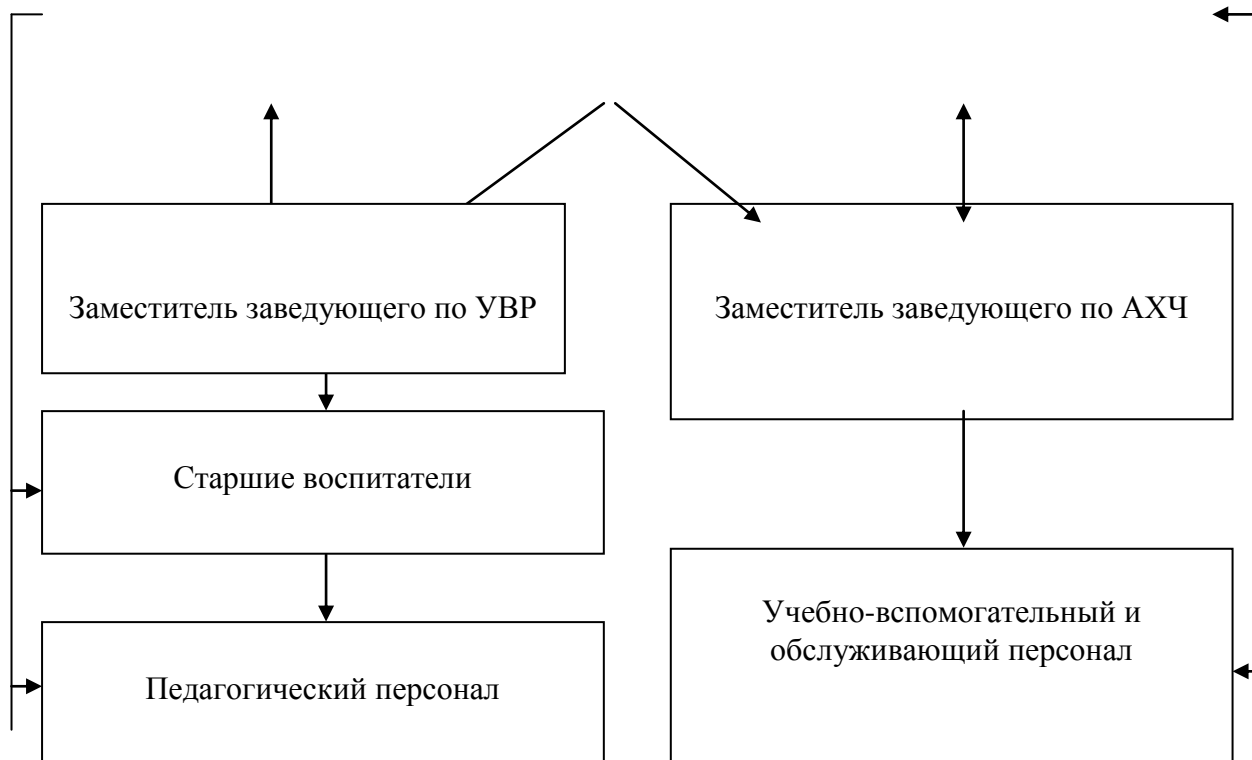 Заместитель заведующего по УВР
Заместитель заведующего по АХЧ
Старшие воспитатели
Учебно-вспомогательный и
обслуживающий персонал
Педагогический персонал